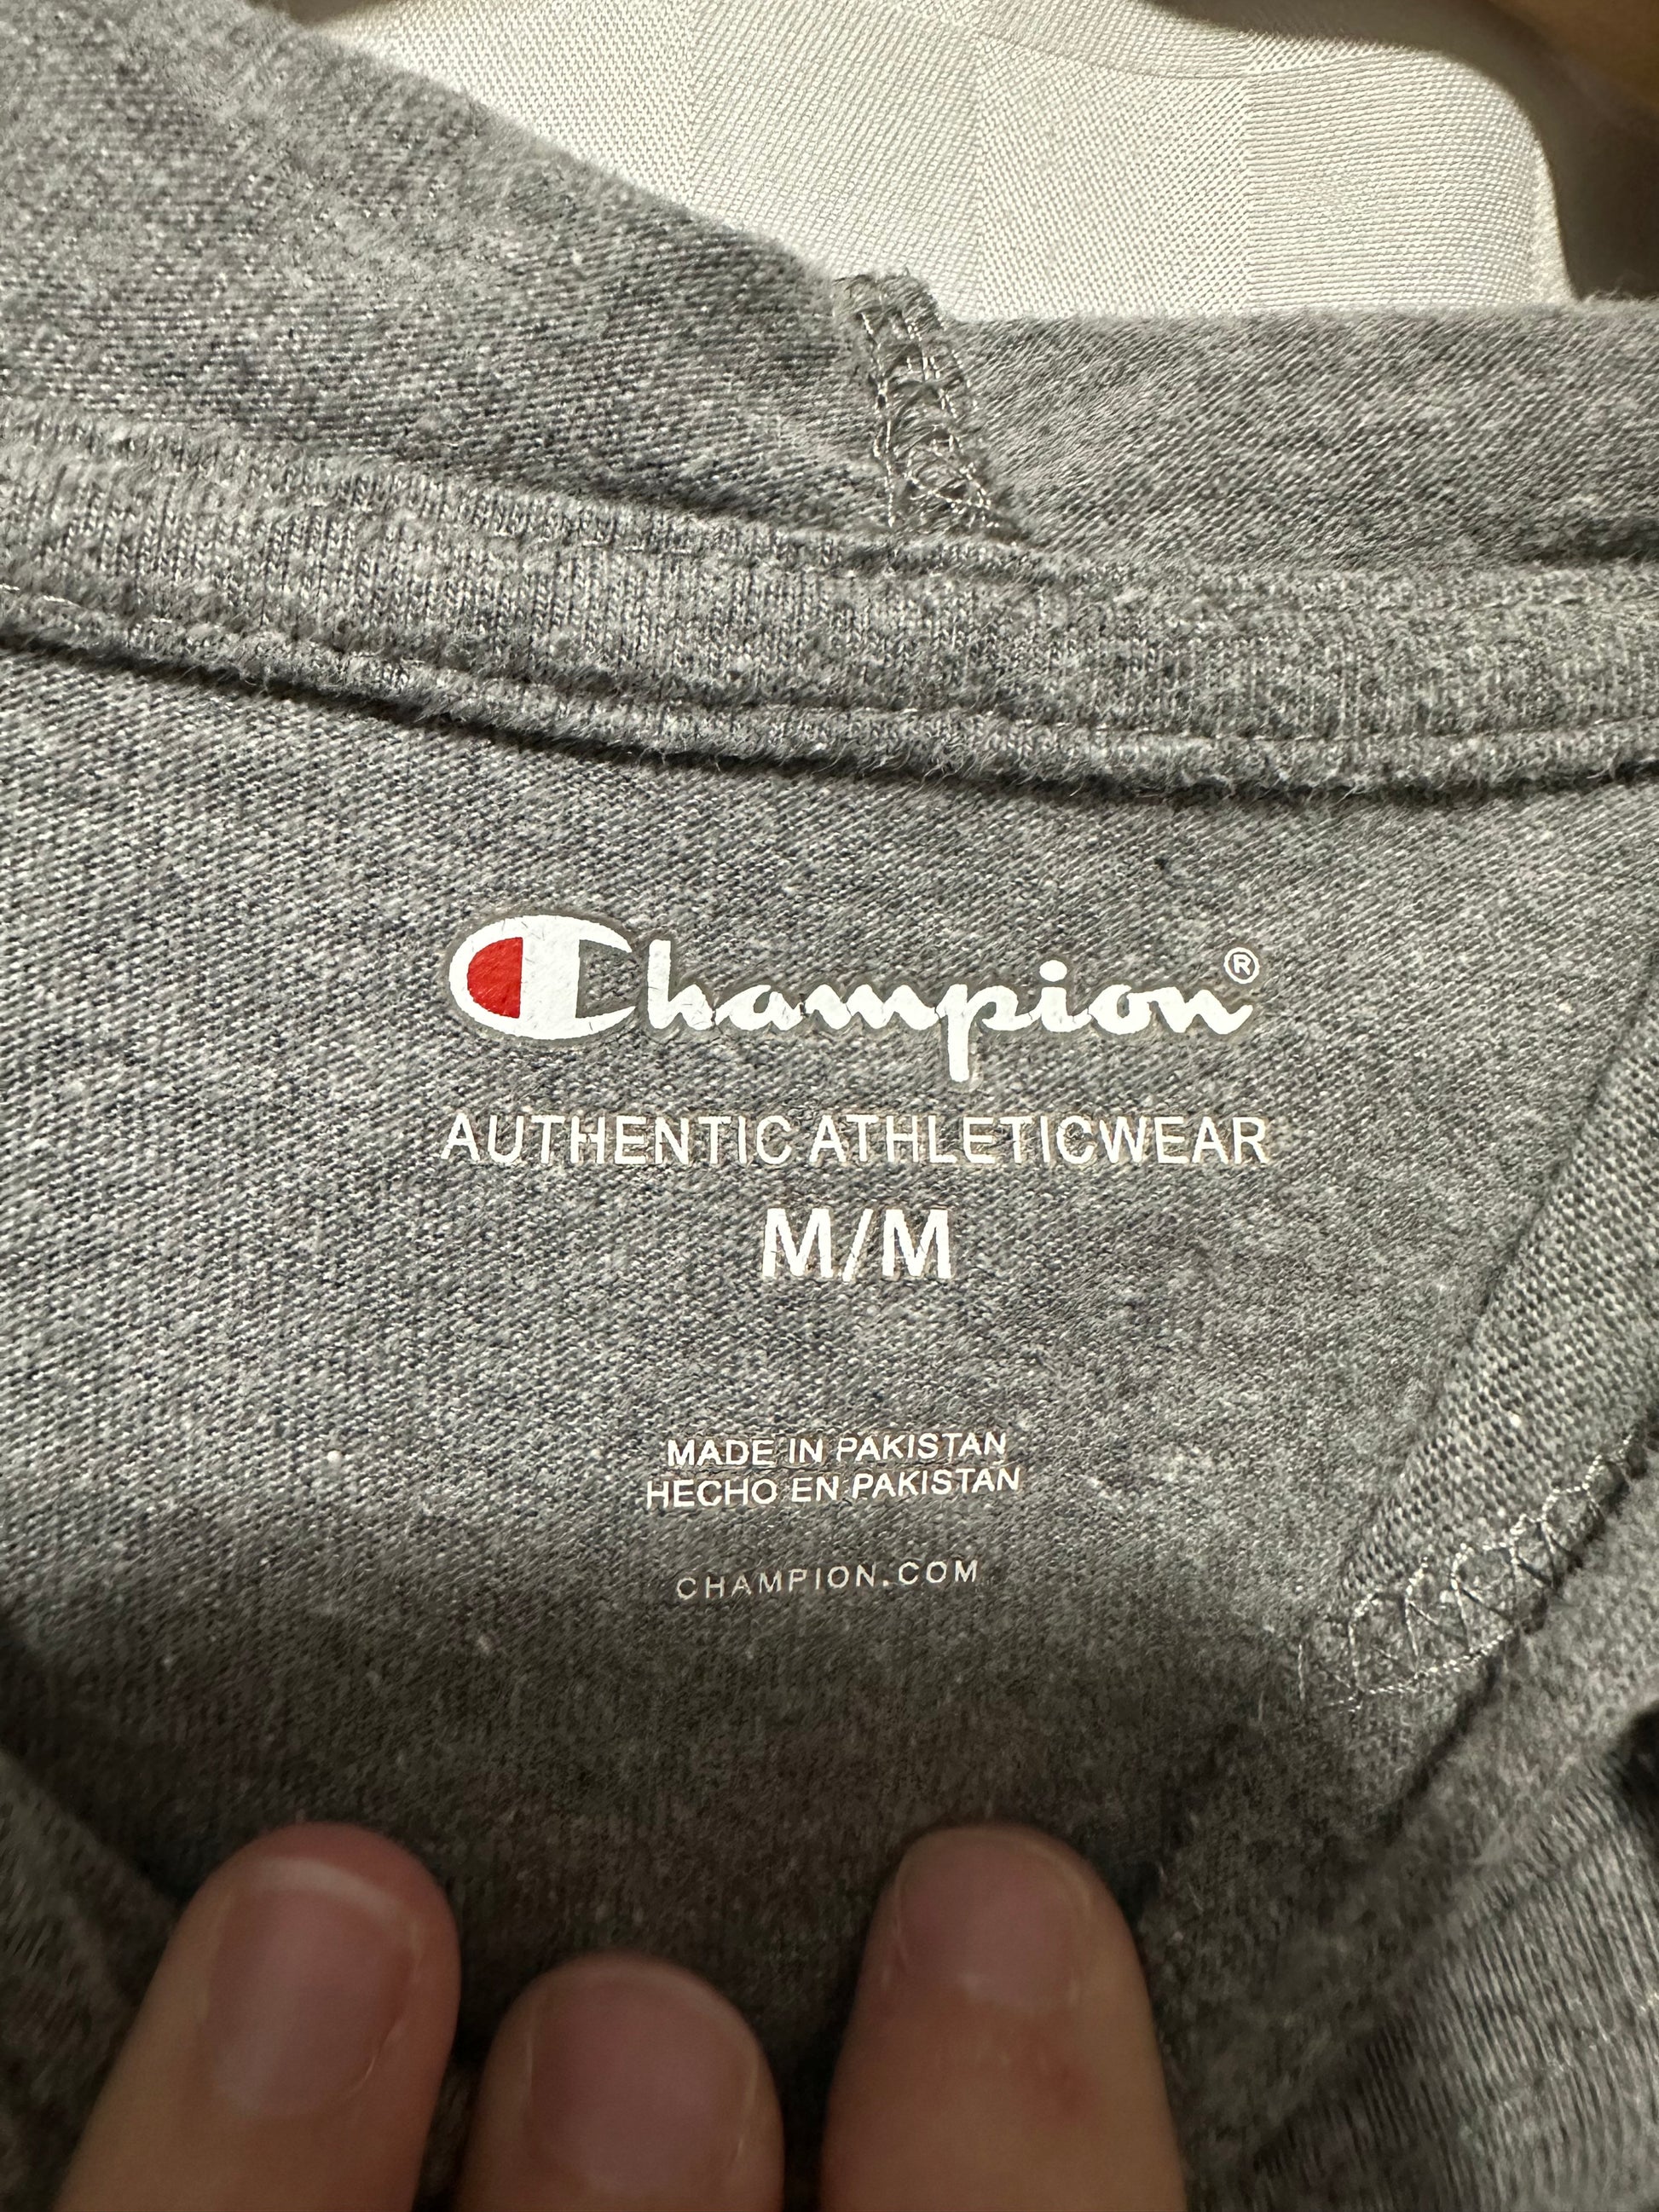 Champion®
AUTHENTIC ATHLETICWEAR
M/M
MADE IN PAKISTAN
HECHO EN PAKISTAN
CHAMPION.COM